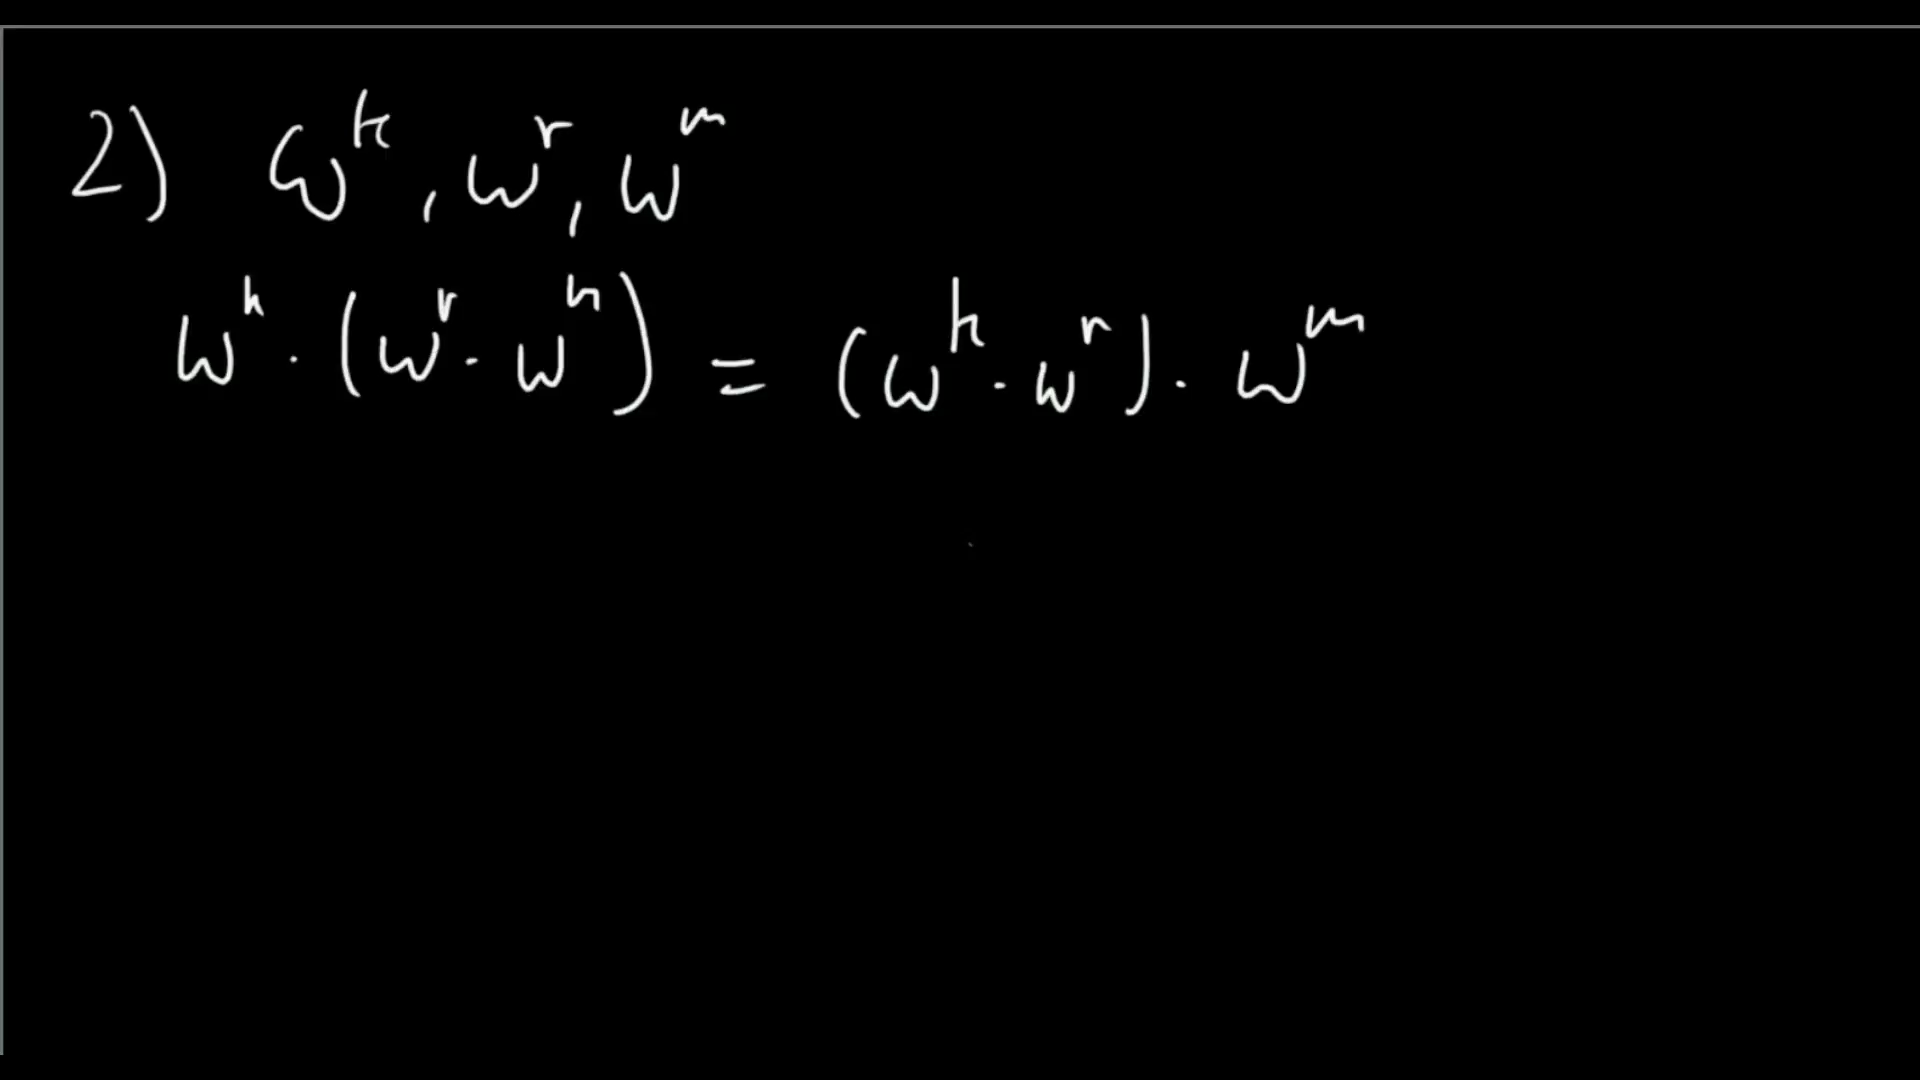 2) ω^k , ω^r , ω^m
ω^k · (ω^r · ω^n) = (ω^k · ω^r) · ω^m